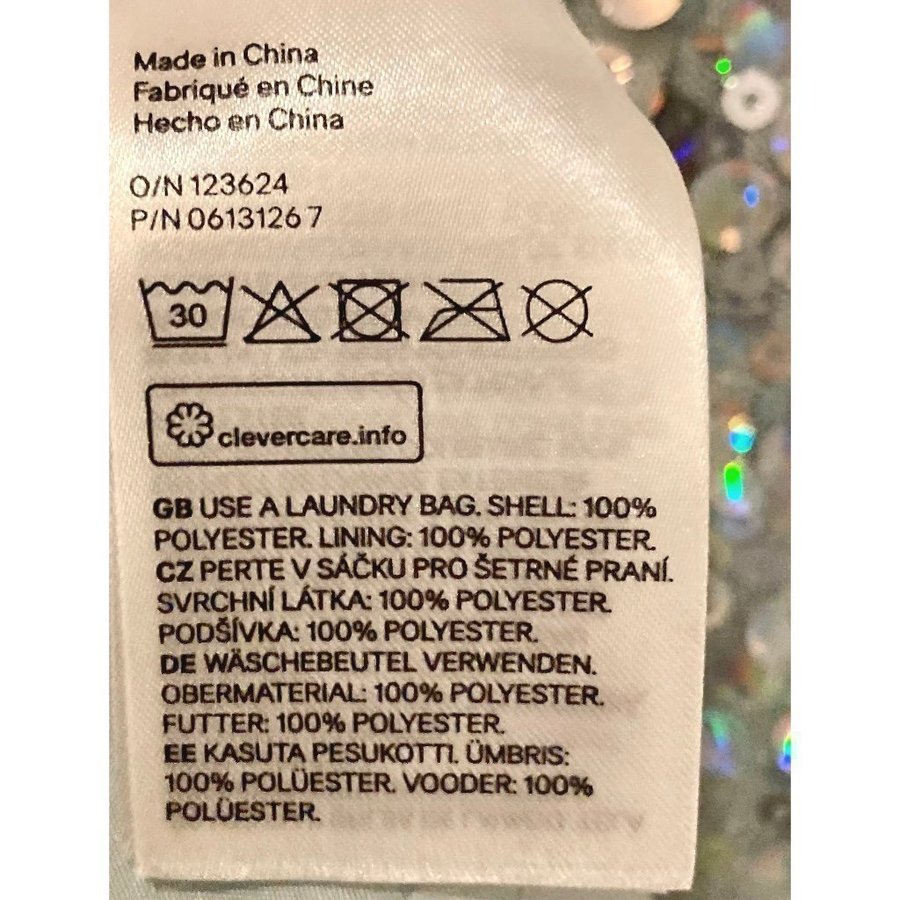 Made in China
Fabriqué en Chine
Hecho en China
O/N 123624
P/N 0613126 7
30
clevercare.info
GB USE A LAUNDRY BAG. SHELL: 100%
POLYESTER. LINING: 100% POLYESTER.
CZ PERTE V SÁČKU PRO ŠETRNÉ PRANÍ.
SVRCHNÍ LÁTKA: 100% POLYESTER.
PODŠÍVKA: 100% POLYESTER.
DE WÄSCHEBEUTEL VERWENDEN.
OBERMATERIAL: 100% POLYESTER.
FUTTER: 100% POLYESTER.
EE KASUTA PESUKOTTI. ÜMBRIS:
100% POLÜESTER. VOODER: 100%
POLÜESTER.